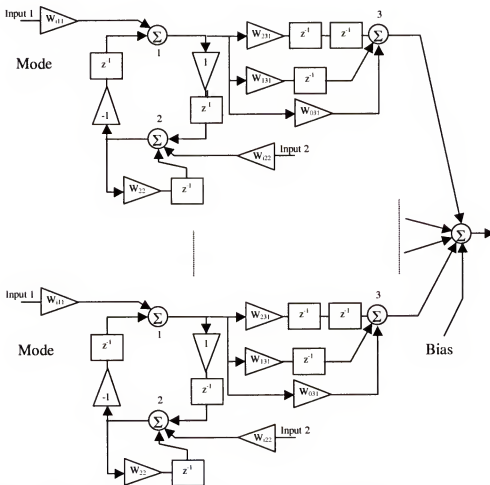 Input 1
W_i11
Σ
1
W_231
z^-1
z^-1
3
Σ
Mode
z^-1
1
W_131
z^-1
z^-1
W_031
-1
2
Σ
W_i22
Input 2
W_22
z^-1
Σ
Input 1
W_i11
Σ
1
W_231
z^-1
z^-1
3
Σ
Mode
z^-1
1
W_131
z^-1
Bias
z^-1
W_031
-1
2
Σ
W_i22
Input 2
W_22
z^-1